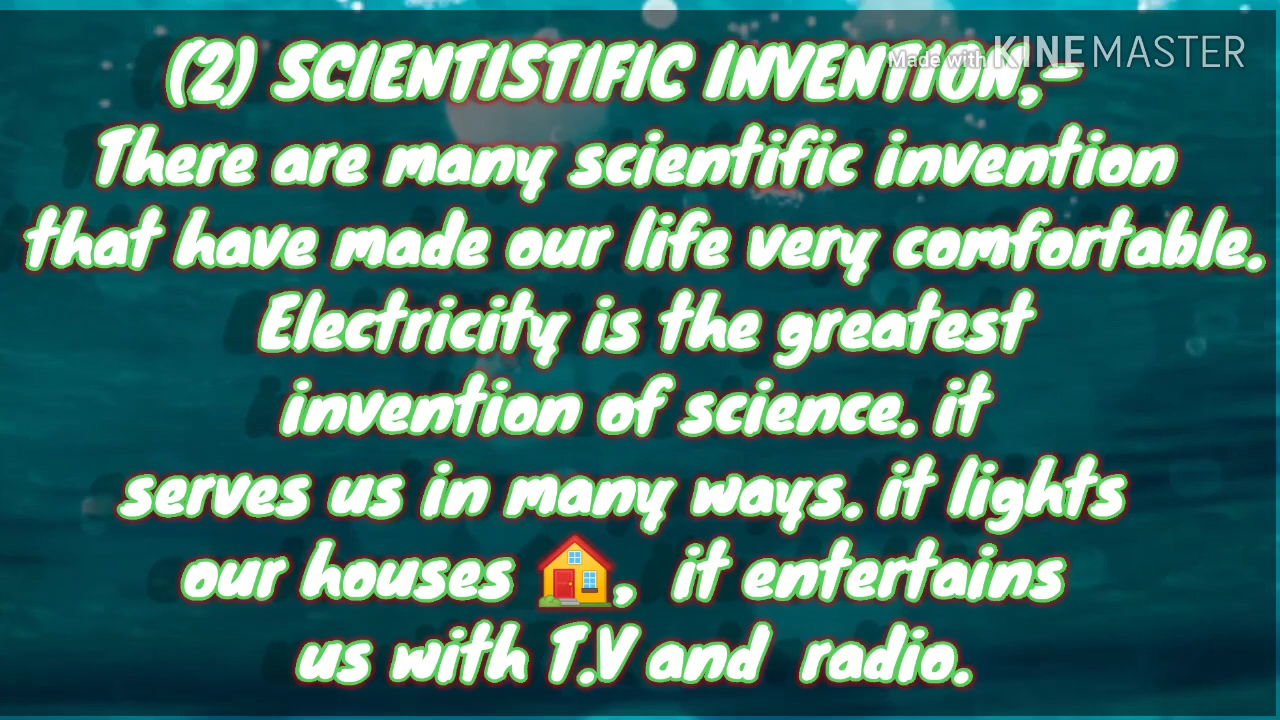 Made with KINEMASTER
(2) SCIENTISTIFIC INVENTION,-
There are many scientific invention
that have made our life very comfortable.
Electricity is the greatest
invention of science. it
serves us in many ways. it lights
our houses 🏠, it entertains
us with T.V and radio.